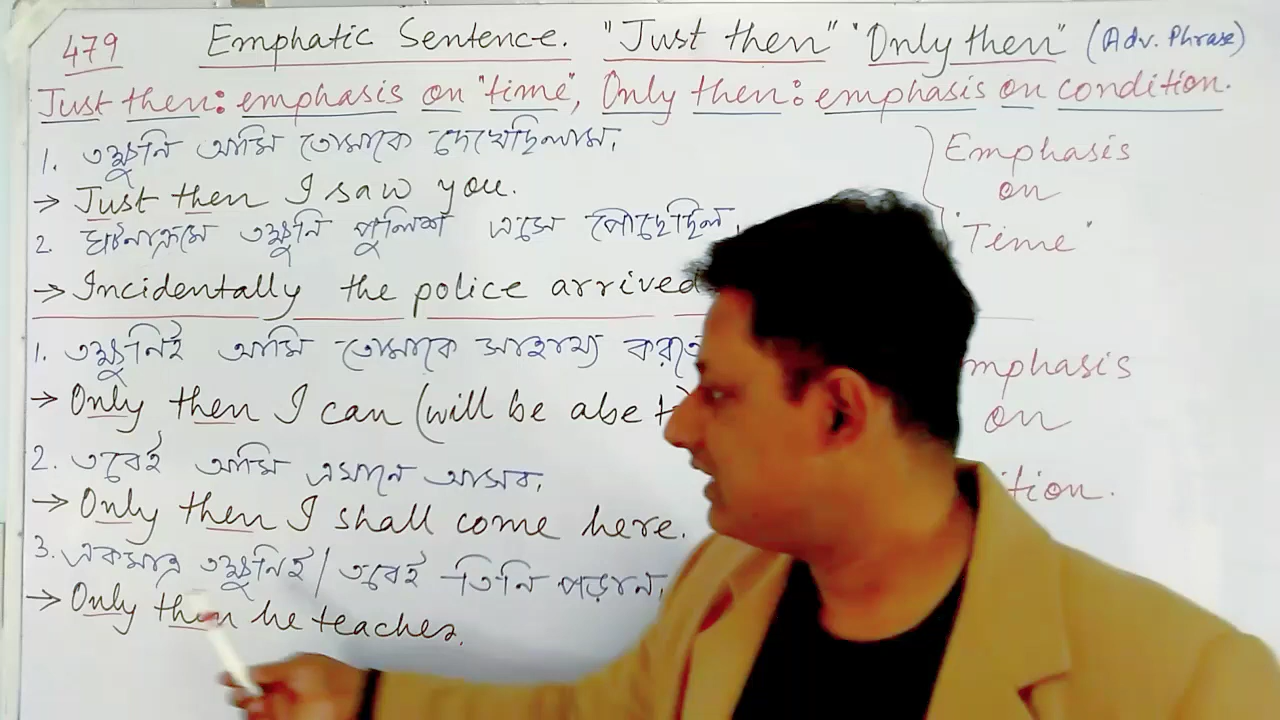 479 Emphatic Sentence. "Just then" "Only then" (Adv. Phrase)
Just then: emphasis on "time", Only then: emphasis on condition.
1. তক্ষুনি আমি তোমাকে দেখেছিলাম।
→ Just then I saw you.
2. ঘটনাক্রমে তক্ষুনি পুলিশ এসে পৌঁছেছিল।
→ Incidentally the police arrived
Emphasis
on
"Time"
1. তক্ষুনিই আমি তোমাকে সাহায্য করতে
→ Only then I can (will be abe t
2. তবেই আমি এখানে আসব।
→ Only then I shall come here.
3. একমাত্র তক্ষুনিই / তবেই তিনি পড়ান।
→ Only then he teaches.
mphasis
on
ition.